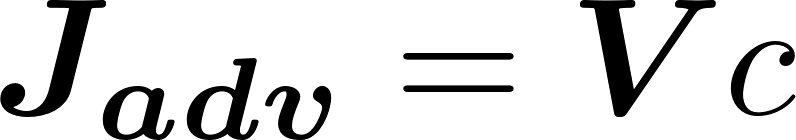 J_adv = Vc